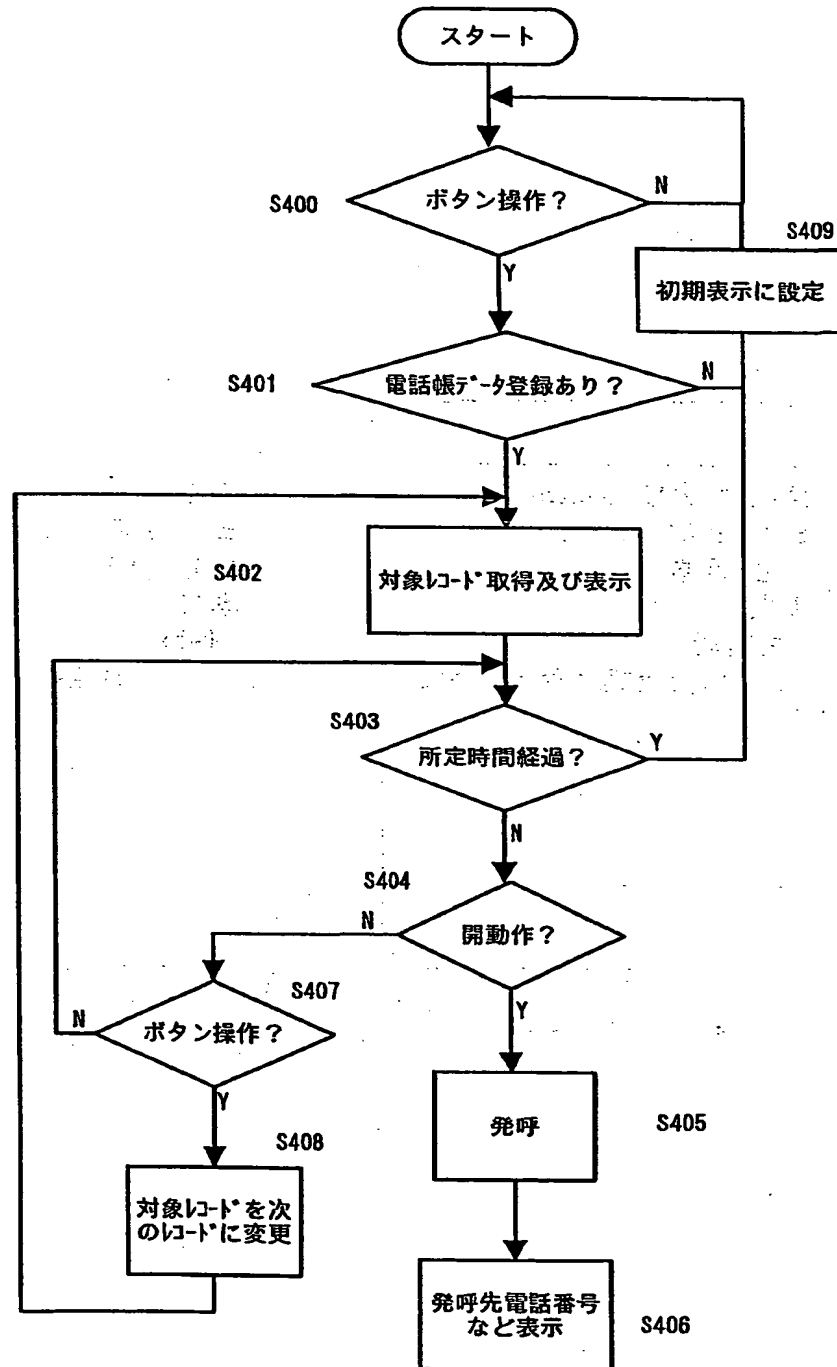 スタート
S400
ボタン操作？
N
Y
S409
初期表示に設定
S401
電話帳ﾃﾞｰﾀ登録あり？
N
Y
S402
対象ﾚｺｰﾄﾞ取得及び表示
S403
所定時間経過？
Y
N
S404
開動作？
N
Y
S407
ボタン操作？
N
Y
S405
発呼
S408
対象ﾚｺｰﾄﾞを次
のﾚｺｰﾄﾞに変更
S406
発呼先電話番号
など表示